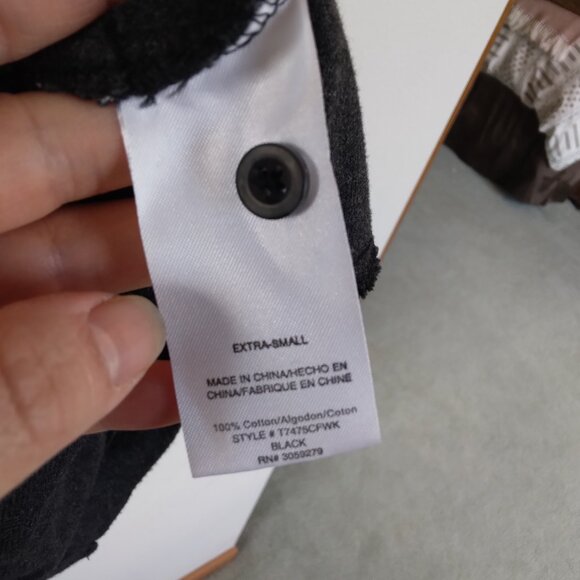 EXTRA-SMALL
MADE IN CHINA/HECHO EN
CHINA/FABRIQUE EN CHINE
100% Cotton/Algodon/Coton
STYLE # T7475CFWK
BLACK
RN# 3059279